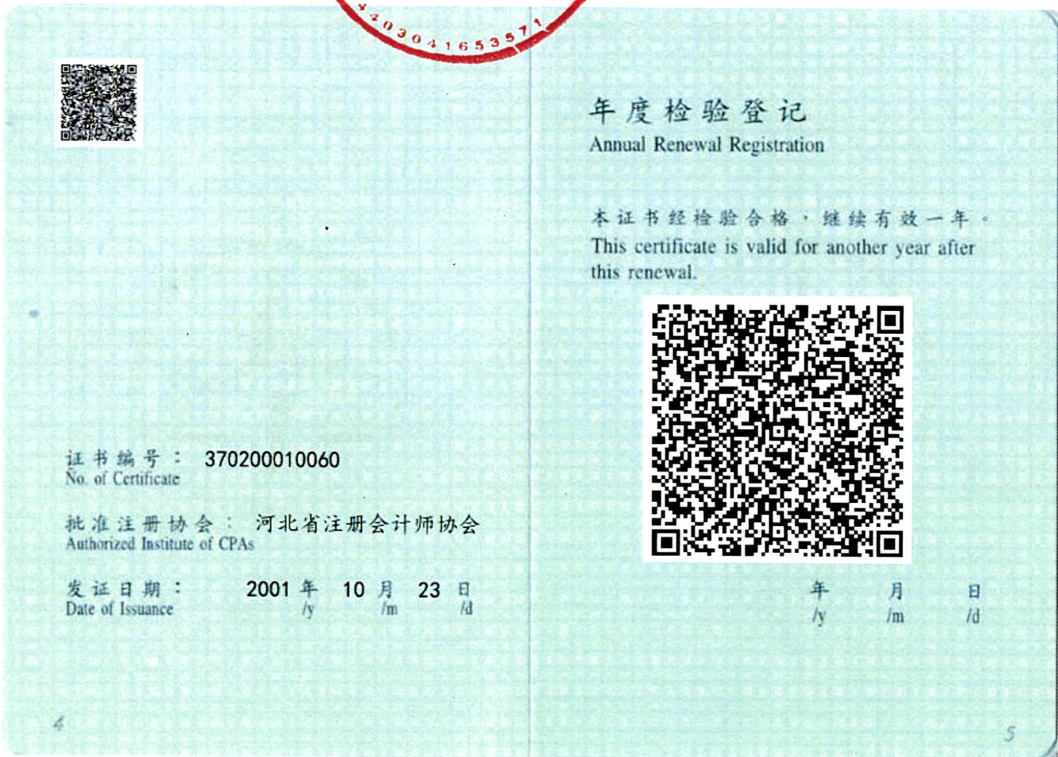 4403041653571
证书编号： 370200010060
No. of Certificate
批准注册协会： 河北省注册会计师协会
Authorized Institute of CPAs
发证日期： 2001 年 10 月 23 日
Date of Issuance /y /m /d
4
年度检验登记
Annual Renewal Registration
本证书经检验合格，继续有效一年。
This certificate is valid for another year after
this renewal.
年 月 日
/y /m /d
5